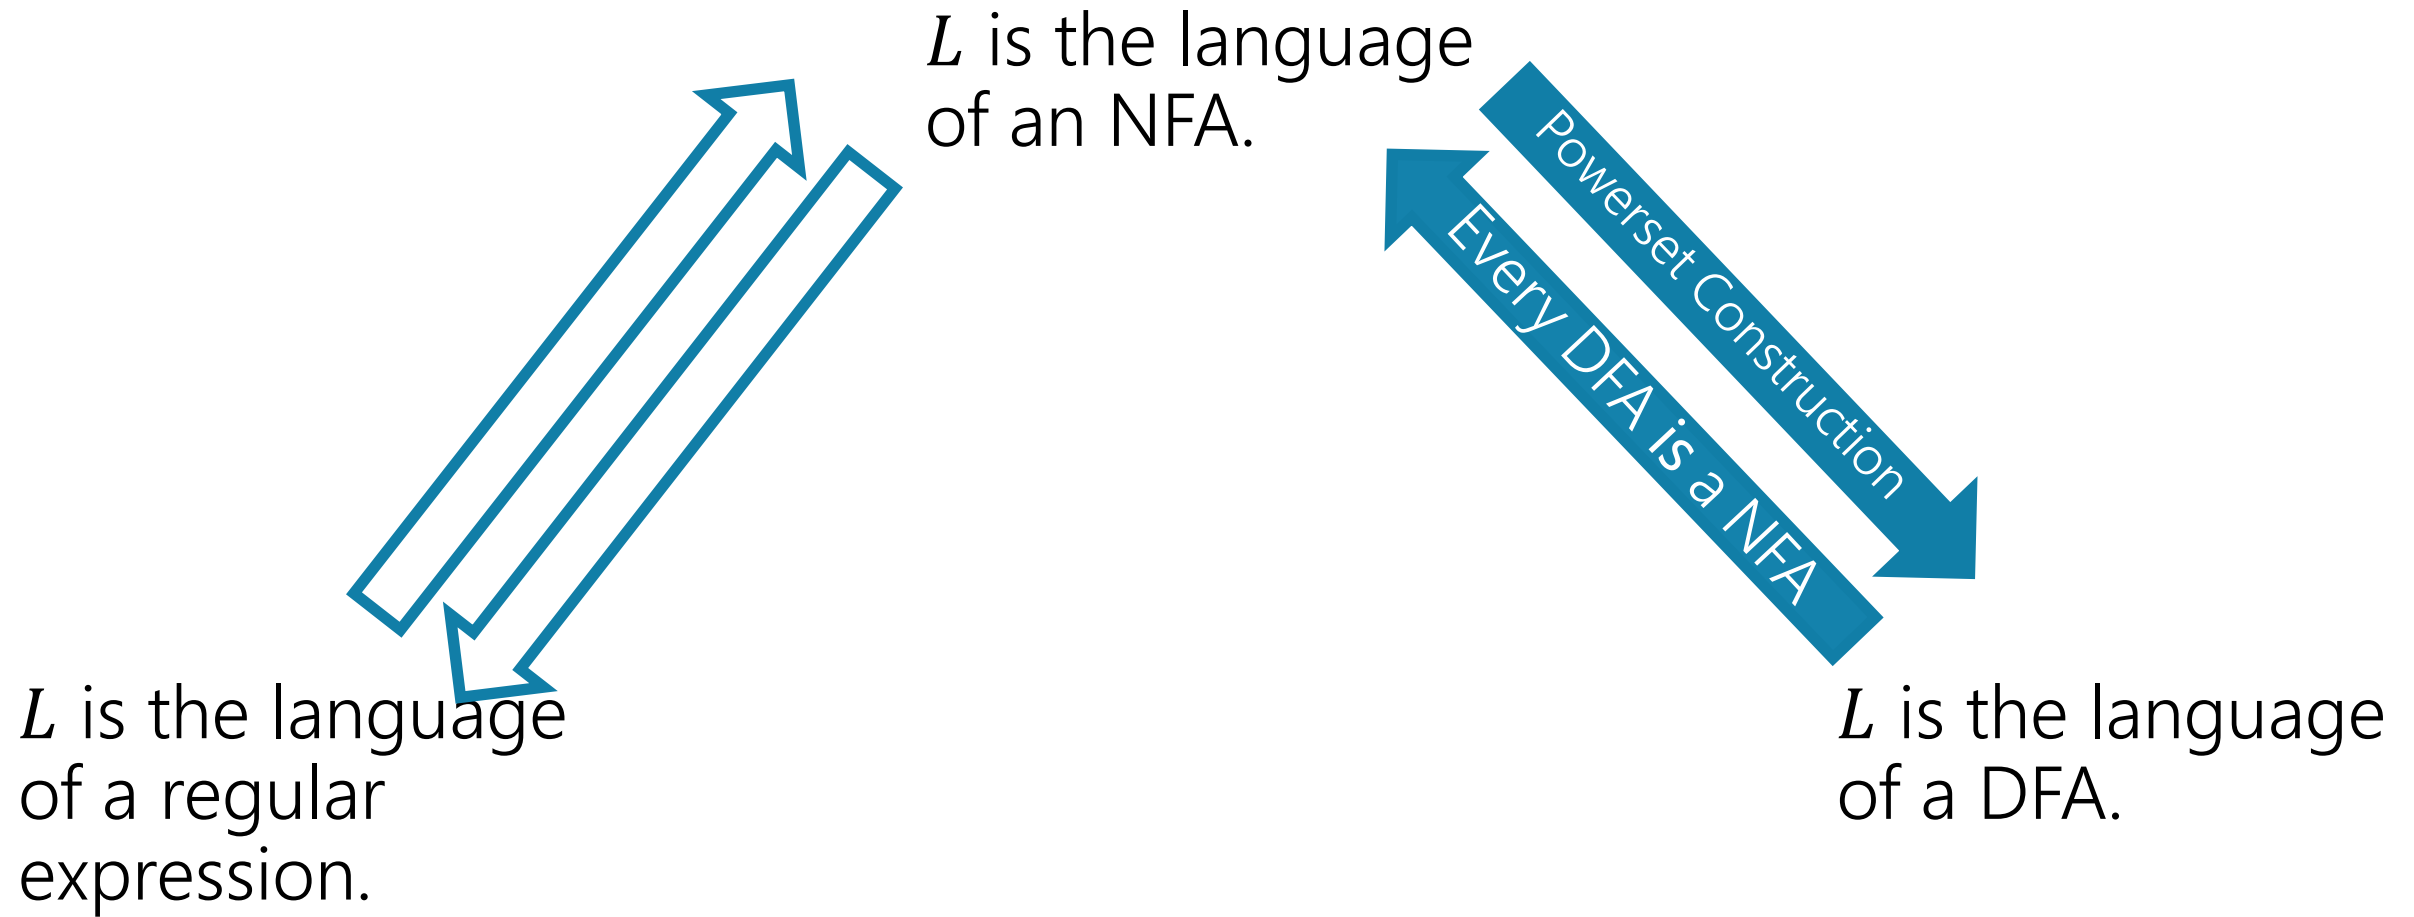 L is the language
of an NFA.
Powerset Construction
Every DFA is a NFA
L is the language
of a regular
expression.
L is the language
of a DFA.